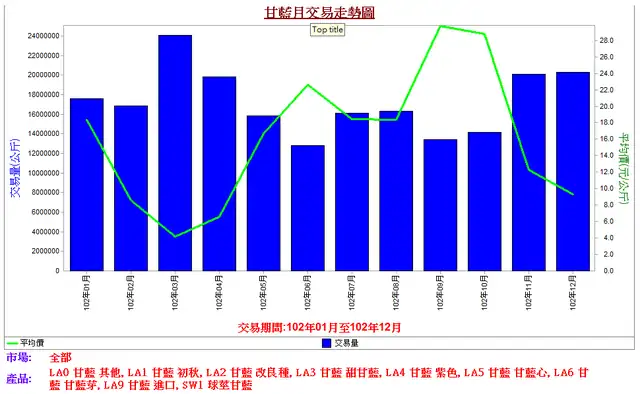 甘藍月交易走勢圖
Top title
24000000
22000000
20000000
18000000
16000000
14000000
12000000
10000000
8000000
6000000
4000000
2000000
0
交易量(公斤)
28.0
26.0
24.0
22.0
20.0
18.0
16.0
14.0
12.0
10.0
8.0
6.0
4.0
2.0
0.0
平均價(元/公斤)
102年01月
102年02月
102年03月
102年04月
102年05月
102年06月
102年07月
102年08月
102年09月
102年10月
102年11月
102年12月
交易期間:102年01月至102年12月
平均價 交易量
市場: 全部
產品: LA0 甘藍 其他, LA1 甘藍 初秋, LA2 甘藍 改良種, LA3 甘藍 甜甘藍, LA4 甘藍 紫色, LA5 甘藍 甘藍心, LA6 甘
藍 甘藍芽, LA9 甘藍 進口, SW1 球莖甘藍